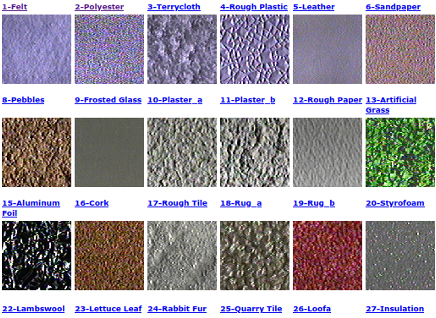 1-Felt
2-Polyester
3-Terrycloth
4-Rough Plastic
5-Leather
6-Sandpaper
8-Pebbles
9-Frosted Glass
10-Plaster_a
11-Plaster_b
12-Rough Paper
13-Artificial
Grass
15-Aluminum
Foil
16-Cork
17-Rough Tile
18-Rug_a
19-Rug_b
20-Styrofoam
22-Lambswool
23-Lettuce Leaf
24-Rabbit Fur
25-Quarry Tile
26-Loofa
27-Insulation